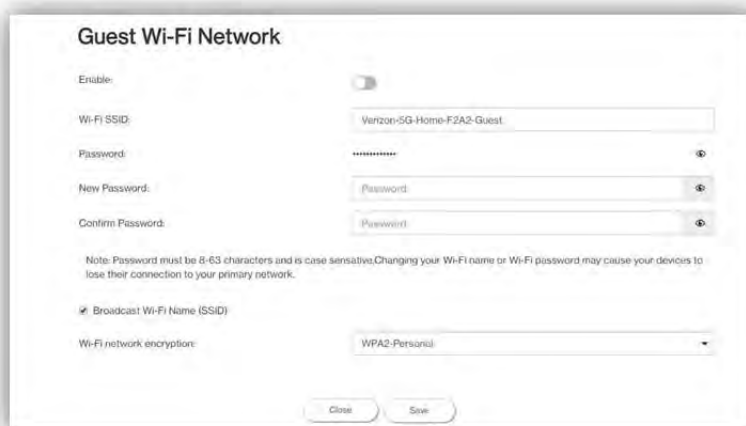 Guest Wi-Fi Network
Enable:
Wi-Fi SSID: Verizon-5G-Home-F2A2-Guest
Password: •••••••••••••
New Password: Password
Confirm Password: Password
Note: Password must be 8-63 characters and is case sensative.Changing your Wi-Fi name or Wi-Fi password may cause your devices to
lose their connection to your primary network.
Broadcast Wi-Fi Name (SSID)
Wi-Fi network encryption: WPA2-Personal
Close Save